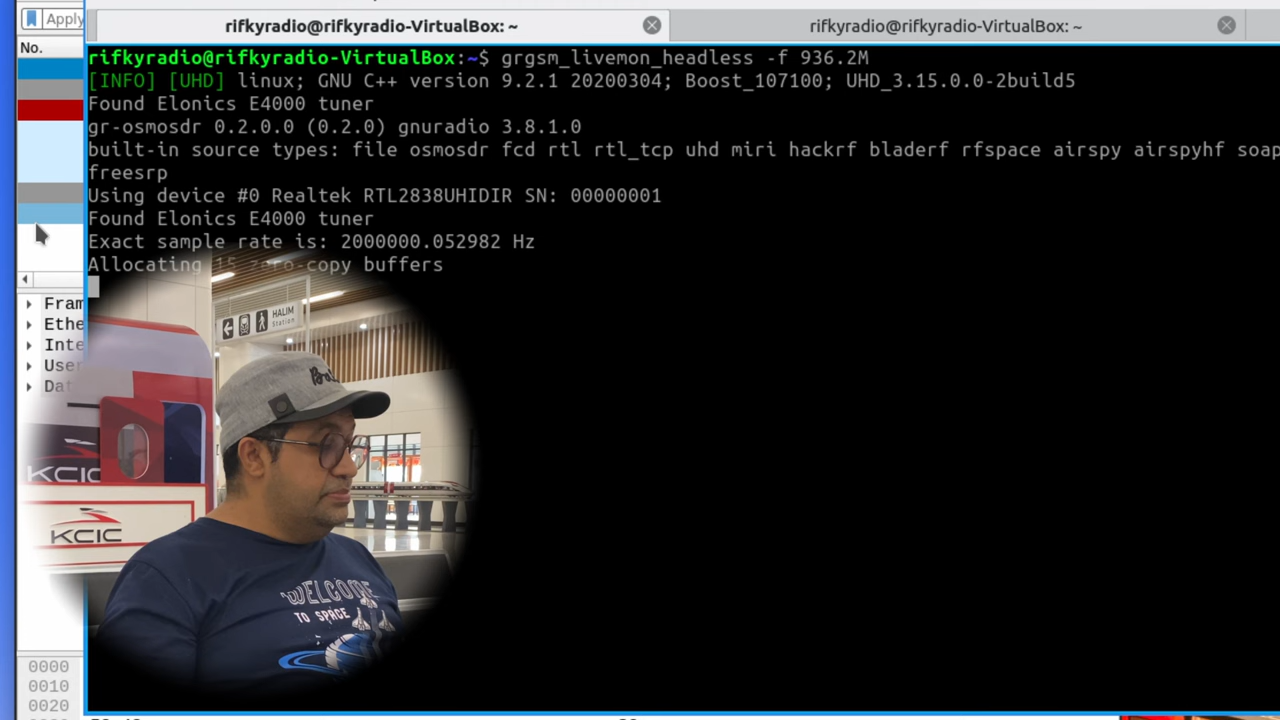 Apply
rifkyradio@rifkyradio-VirtualBox: ~
rifkyradio@rifkyradio-VirtualBox: ~
No.
rifkyradio@rifkyradio-VirtualBox:~$ grgsm_livemon_headless -f 936.2M
[INFO] [UHD] linux; GNU C++ version 9.2.1 20200304; Boost_107100; UHD_3.15.0.0-2build5
Found Elonics E4000 tuner
gr-osmosdr 0.2.0.0 (0.2.0) gnuradio 3.8.1.0
built-in source types: file osmosdr fcd rtl rtl_tcp uhd miri hackrf bladerf rfspace airspy airspyhf soap
freesrp
Using device #0 Realtek RTL2838UHIDIR SN: 00000001
Found Elonics E4000 tuner
Exact sample rate is: 2000000.052982 Hz
Allocating 15 zero-copy buffers
Fram
Ethe
Inte
User
Dat
HALIM
Station
KCIC
KCIC
WELCOME
TO SPACE
0000
0010
0020